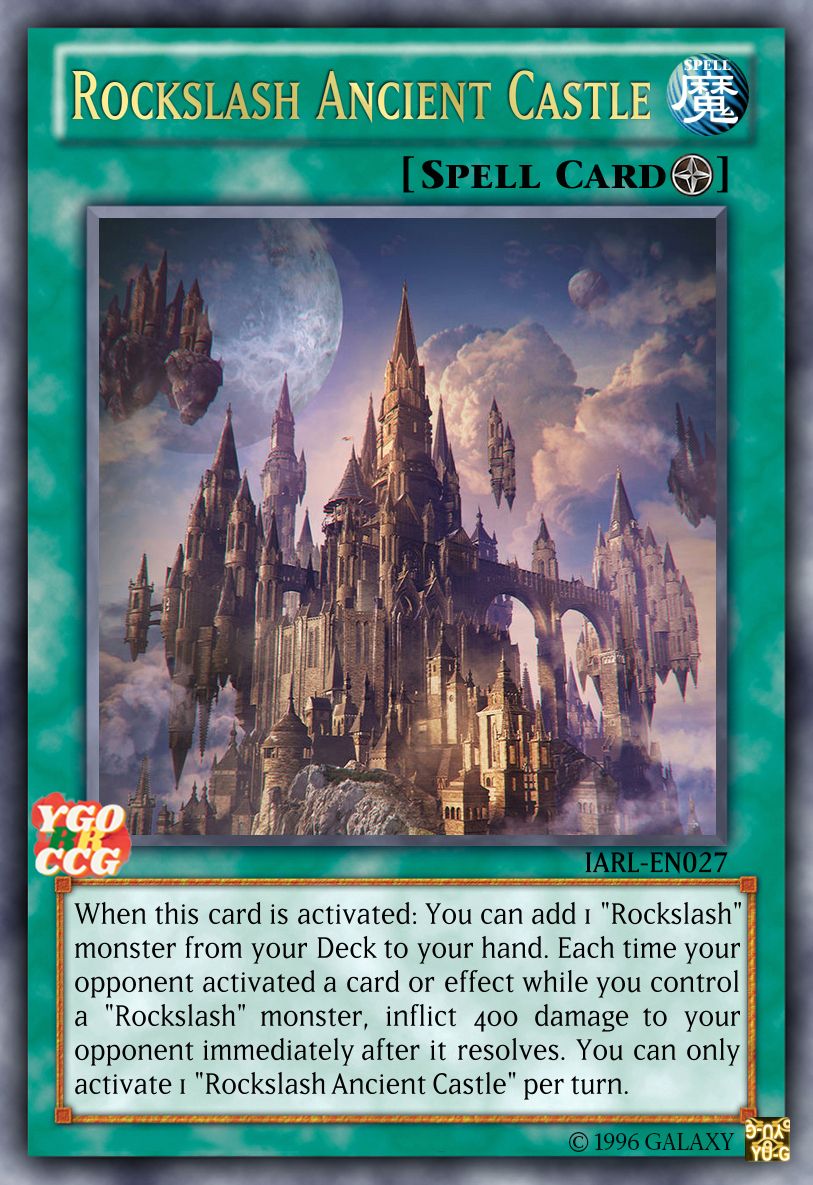 ROCKSLASH ANCIENT CASTLE
SPELL
魔
[SPELL CARD]
YGO
CCG
IARL-EN027
When this card is activated: You can add 1 "Rockslash"
monster from your Deck to your hand. Each time your
opponent activated a card or effect while you control
a "Rockslash" monster, inflict 400 damage to your
opponent immediately after it resolves. You can only
activate 1 "Rockslash Ancient Castle" per turn.
© 1996 GALAXY